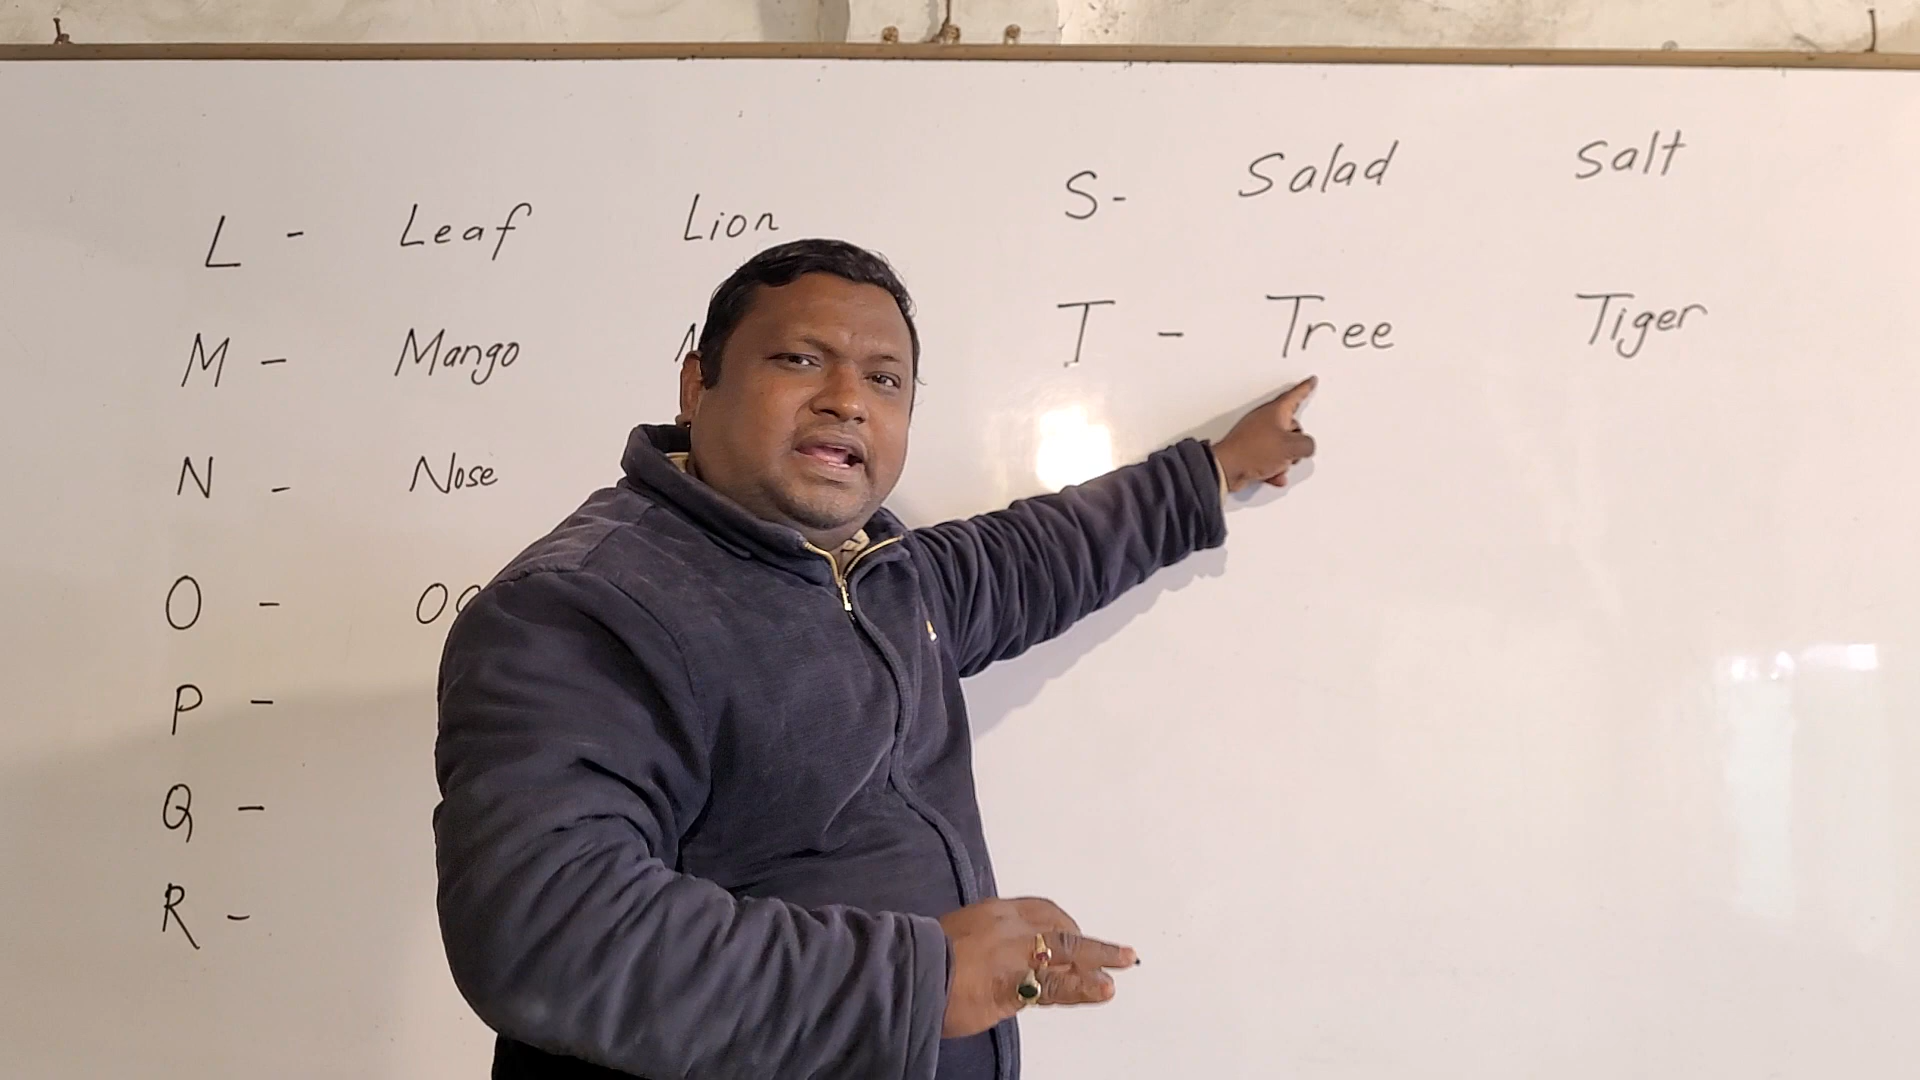 L - Leaf Lion
M - Mango
N - Nose
O -
P -
Q -
R -
S- Salad Salt
T - Tree Tiger